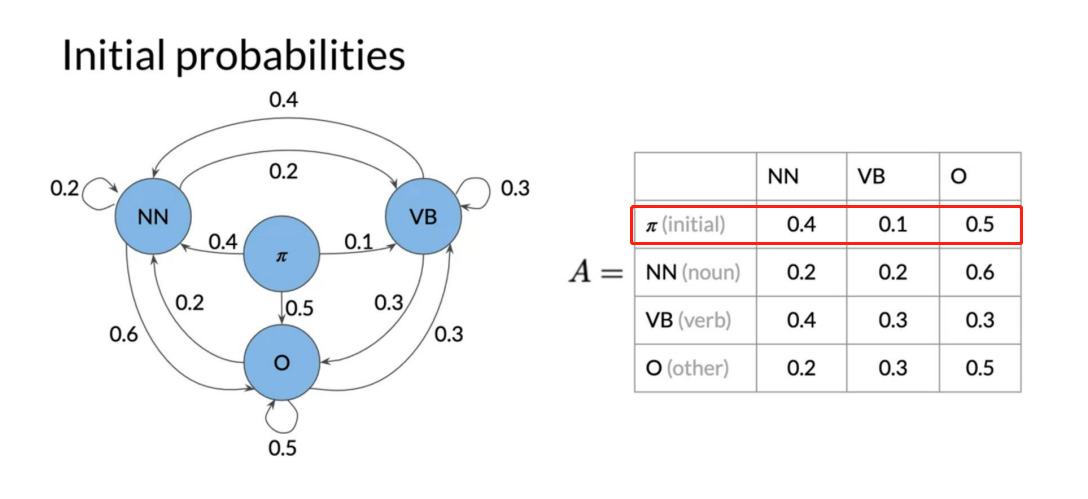 Initial probabilities
0.4
0.2
0.2
0.3
NN
VB
0.4
π
0.1
0.2
0.5
0.3
0.6
0.3
O
0.5
A =
NN VB O
π (initial) 0.4 0.1 0.5
NN (noun) 0.2 0.2 0.6
VB (verb) 0.4 0.3 0.3
O (other) 0.2 0.3 0.5